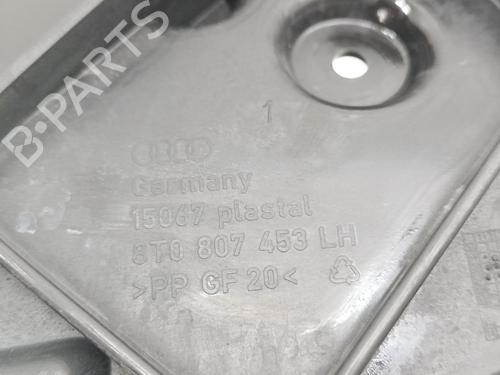 B-PARTS
1
Germany
15067 plastal
8T0 807 453 LH
>PP GF 20<